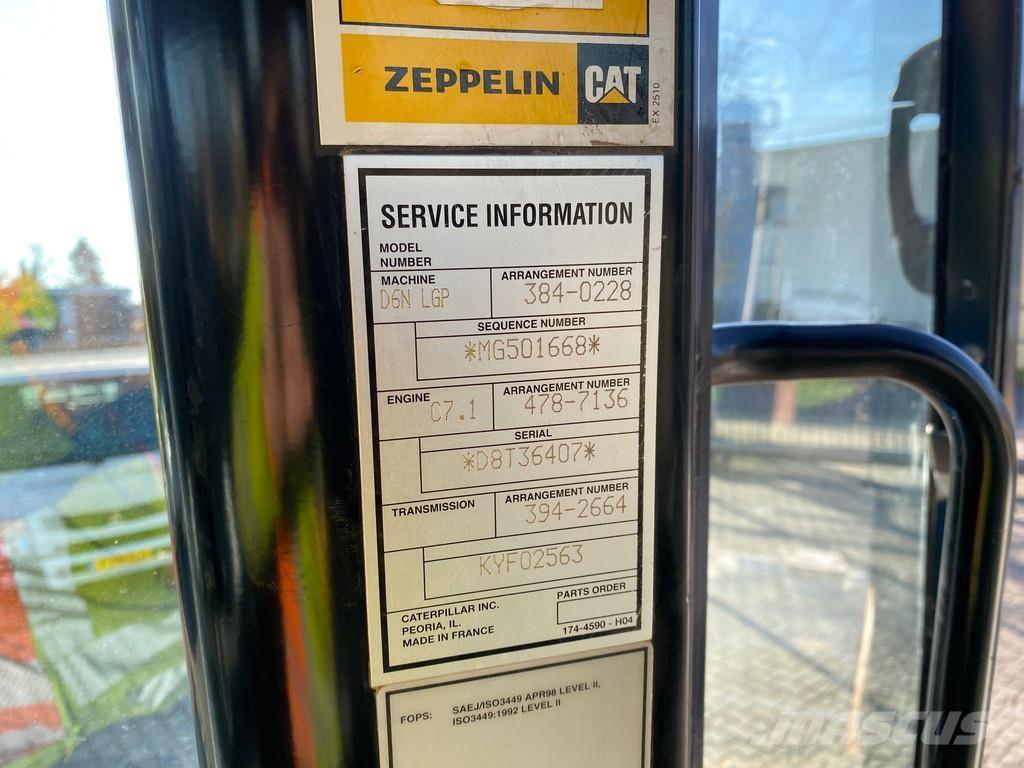 ZEPPELIN CAT
EX 2510
SERVICE INFORMATION
MODEL
NUMBER
MACHINE
D6N LGP
ARRANGEMENT NUMBER
384-0228
SEQUENCE NUMBER
*MG501668*
ENGINE
C7.1
ARRANGEMENT NUMBER
478-7136
SERIAL
*D8T36407*
TRANSMISSION
ARRANGEMENT NUMBER
394-2664
KYF02563
CATERPILLAR INC.
PEORIA, IL.
MADE IN FRANCE
PARTS ORDER
174-4590 - H04
FOPS:
SAEJ/ISO3449 APR98 LEVEL II,
ISO3449:1992 LEVEL II
MASCUS